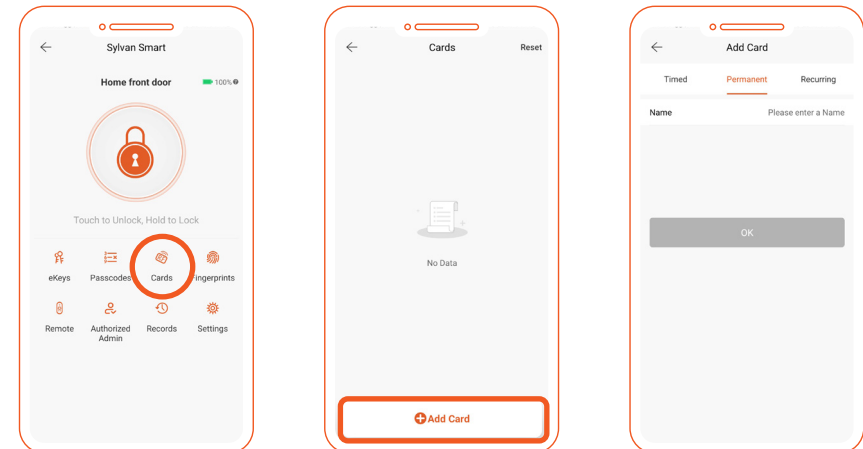 Sylvan Smart
Home front door
100%
Touch to Unlock, Hold to Lock
eKeys
Passcodes
Cards
Fingerprints
Remote
Authorized
Admin
Records
Settings
Cards
Reset
No Data
Add Card
Add Card
Timed
Permanent
Recurring
Name
Please enter a Name
OK